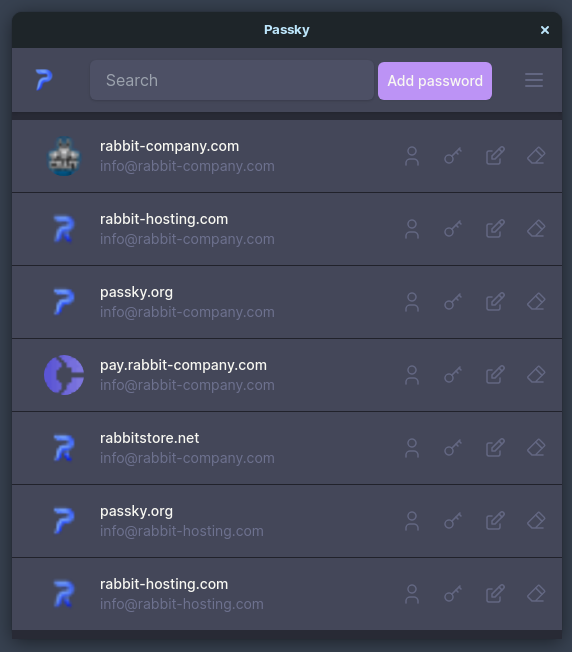 Passky
Search
Add password
rabbit-company.com
info@rabbit-company.com
rabbit-hosting.com
info@rabbit-company.com
passky.org
info@rabbit-company.com
pay.rabbit-company.com
info@rabbit-company.com
rabbitstore.net
info@rabbit-company.com
passky.org
info@rabbit-hosting.com
rabbit-hosting.com
info@rabbit-hosting.com